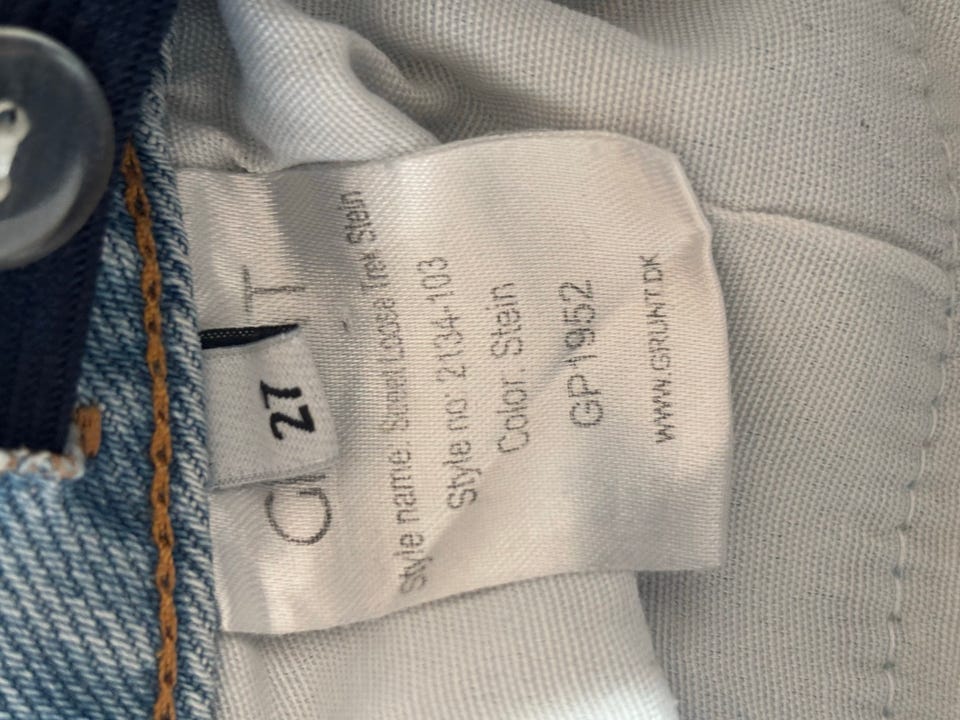 27
Style name: Street Loose Trek Stein
Style no: 2134-103
Color: Stein
GP1952
WWW.GRUNT.DK